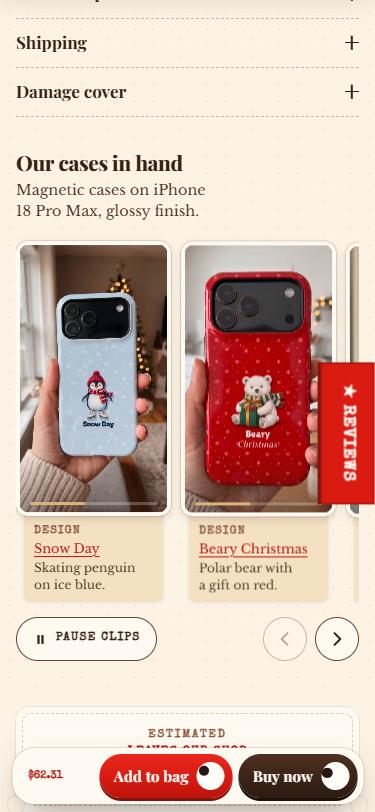 Shipping
Damage cover
Our cases in hand
Magnetic cases on iPhone
18 Pro Max, glossy finish.
Snow Day
Beary
Christmas
★ REVIEWS
DESIGN
Snow Day
Skating penguin
on ice blue.
DESIGN
Beary Christmas
Polar bear with
a gift on red.
PAUSE CLIPS
ESTIMATED
$62.31
Add to bag
Buy now